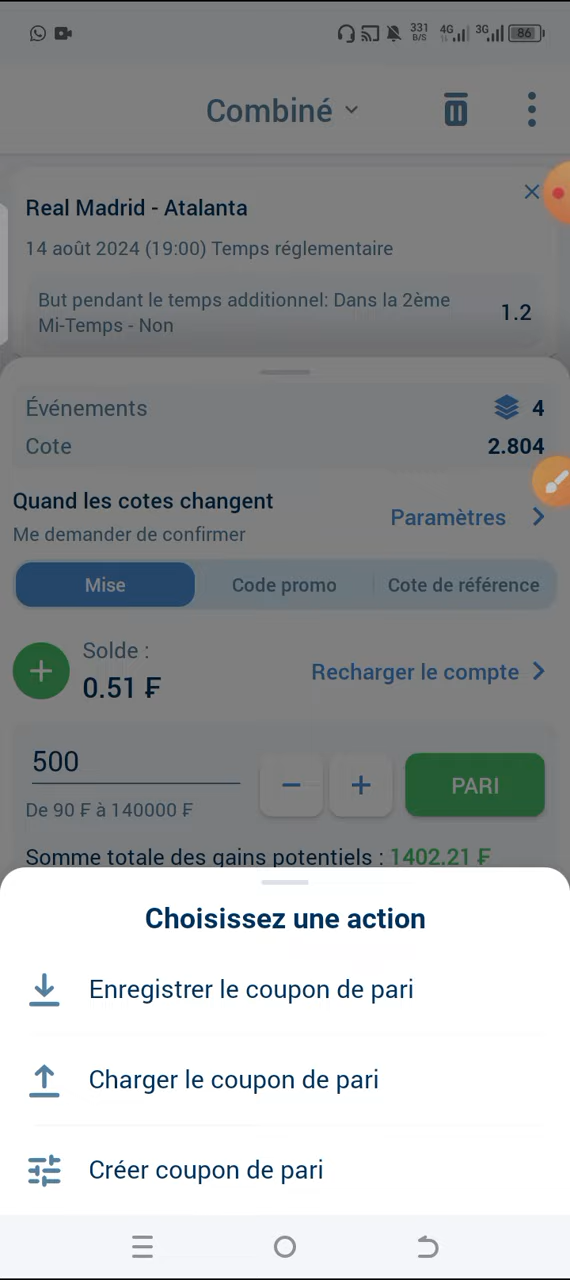 331
B/S
4G
3G
86
Combiné
Real Madrid - Atalanta
14 août 2024 (19:00) Temps réglementaire
But pendant le temps additionnel: Dans la 2ème
Mi-Temps - Non
1.2
Événements
4
Cote
2.804
Quand les cotes changent
Me demander de confirmer
Paramètres
Mise
Code promo
Cote de référence
Solde :
0.51 ₣
Recharger le compte
500
De 90 ₣ à 140000 ₣
PARI
Somme totale des gains potentiels : 1402.21 ₣
Choisissez une action
Enregistrer le coupon de pari
Charger le coupon de pari
Créer coupon de pari